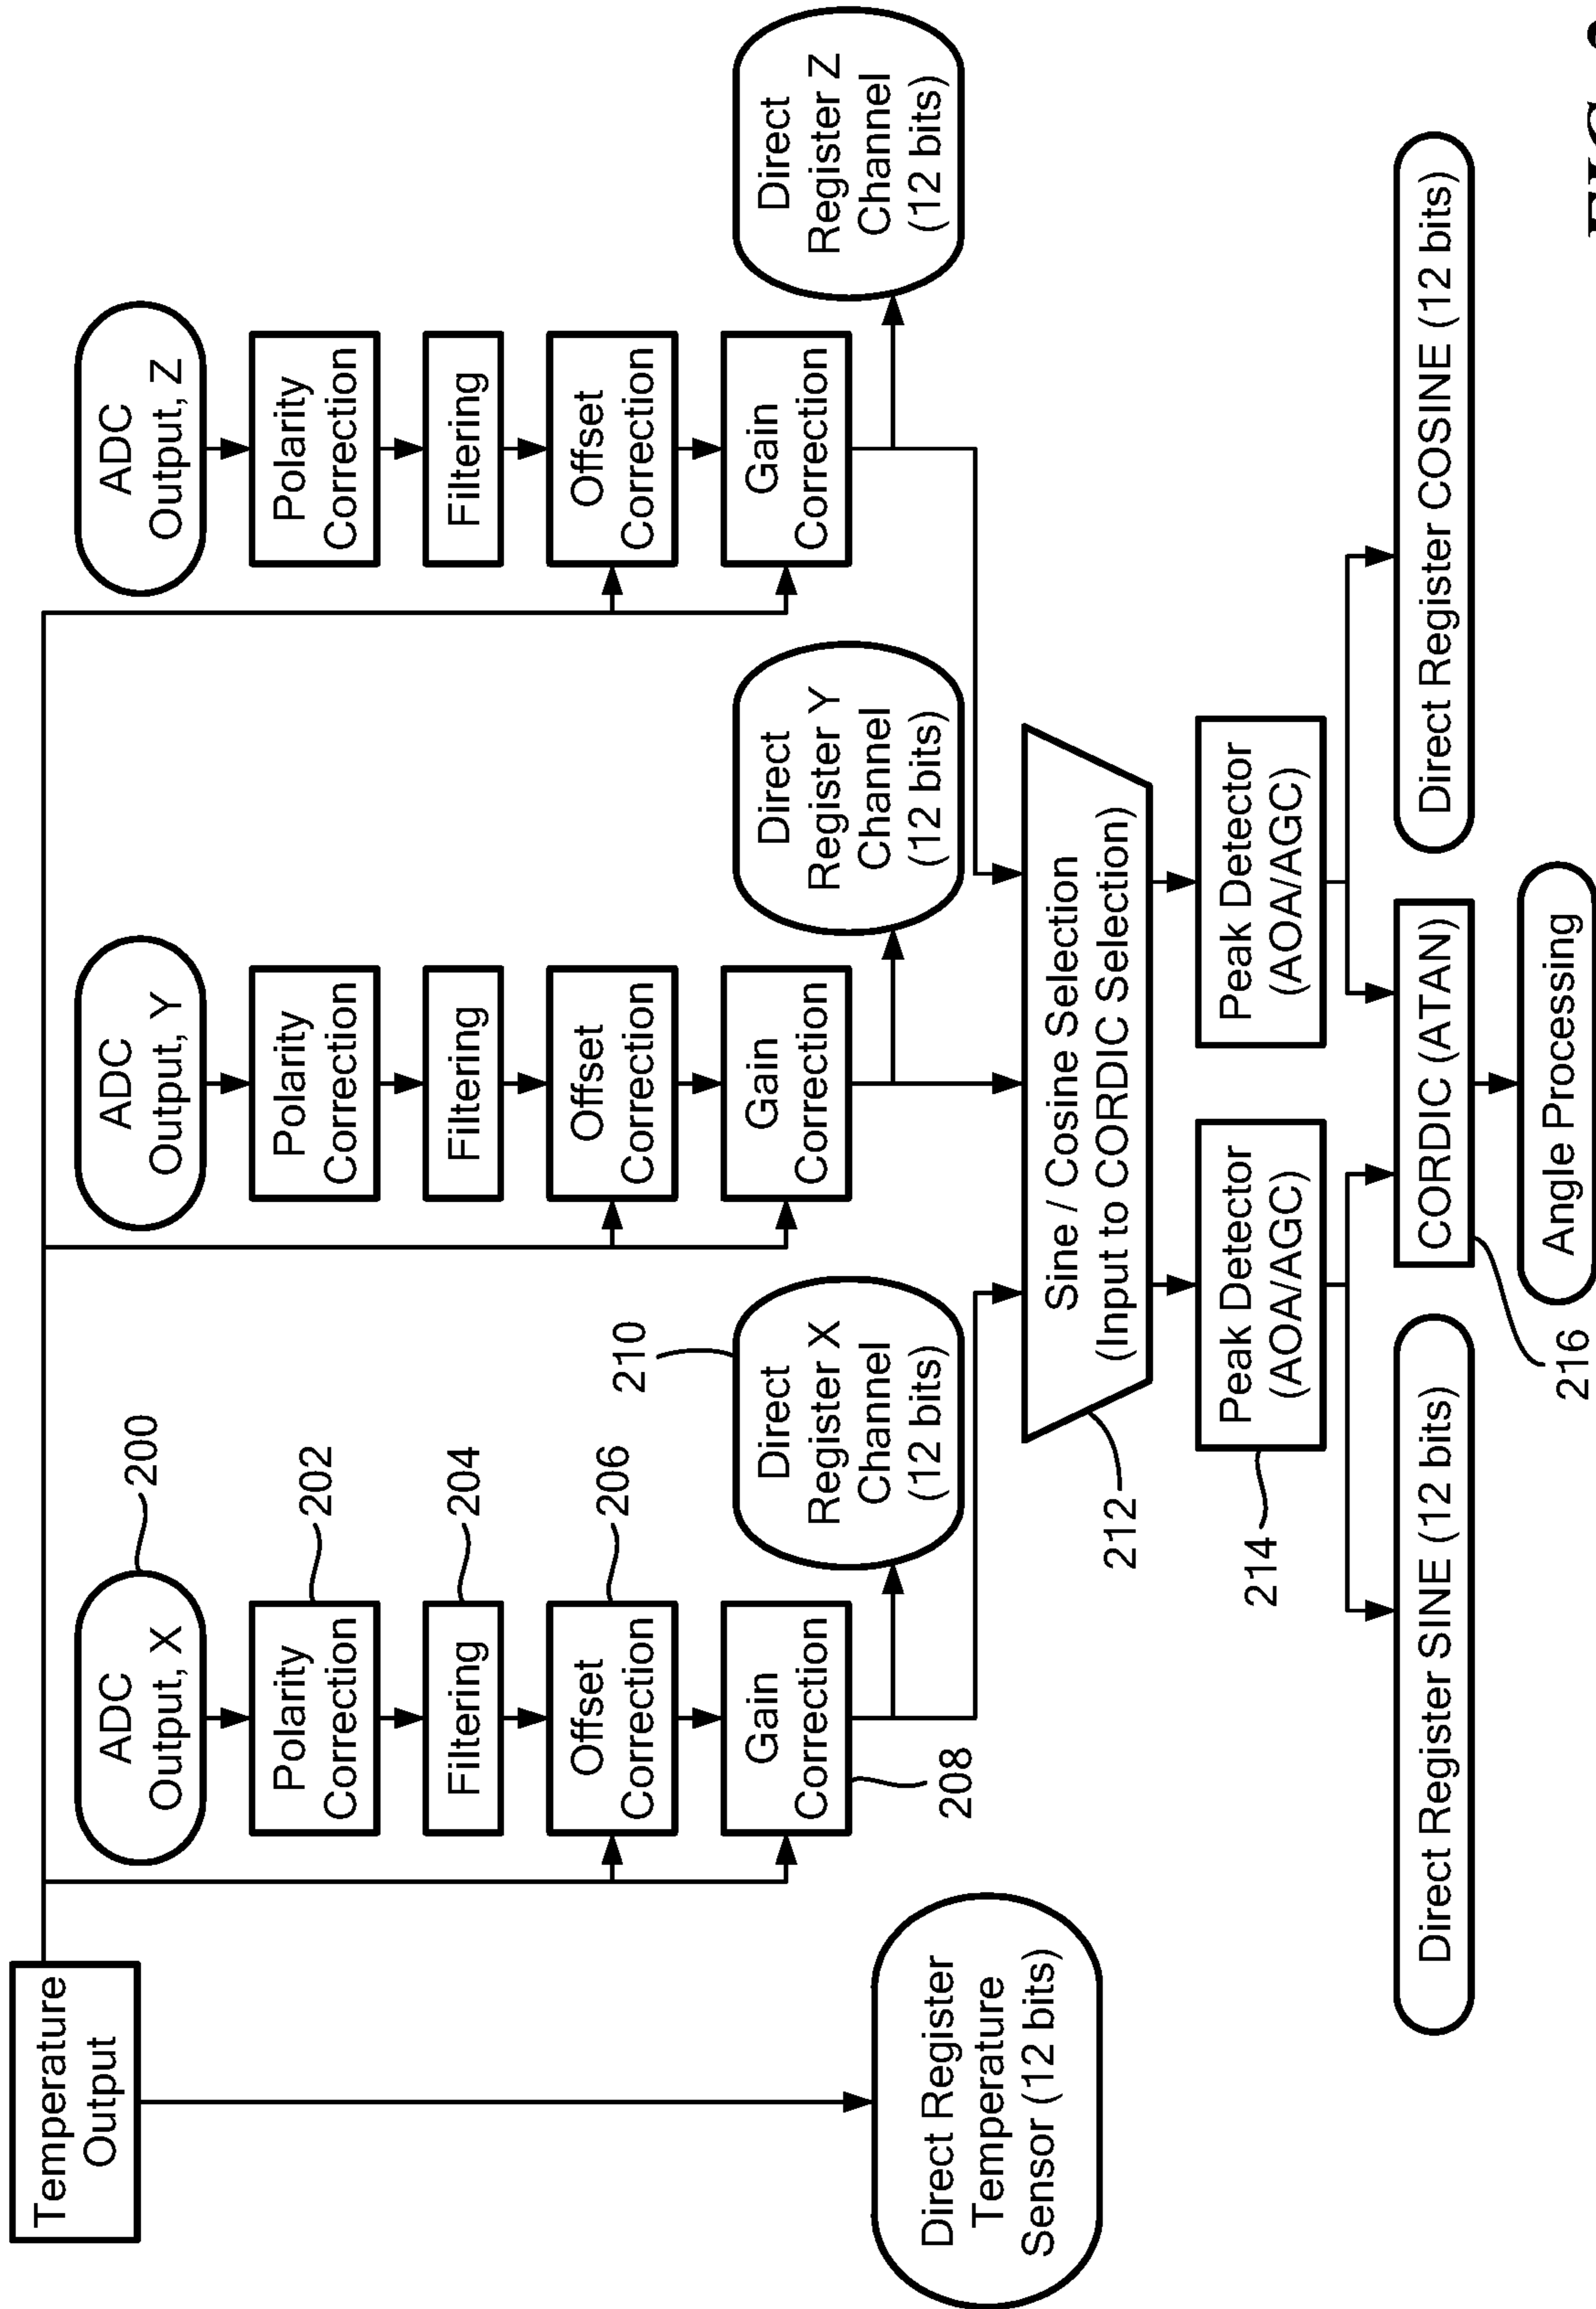 Temperature
Output
ADC
Output, X
200
ADC
Output, Y
ADC
Output, Z
Polarity
Correction
202
Polarity
Correction
Polarity
Correction
Filtering
204
Filtering
Filtering
Offset
Correction
206
Offset
Correction
Offset
Correction
Gain
Correction
208
Gain
Correction
Gain
Correction
Direct Register
Temperature
Sensor (12 bits)
Direct
Register X
Channel
(12 bits)
210
Direct
Register Y
Channel
(12 bits)
Direct
Register Z
Channel
(12 bits)
Sine / Cosine Selection
(Input to CORDIC Selection)
212
Peak Detector
(AOA/AGC)
214
Peak Detector
(AOA/AGC)
Direct Register SINE (12 bits)
CORDIC (ATAN)
216
Direct Register COSINE (12 bits)
Angle Processing